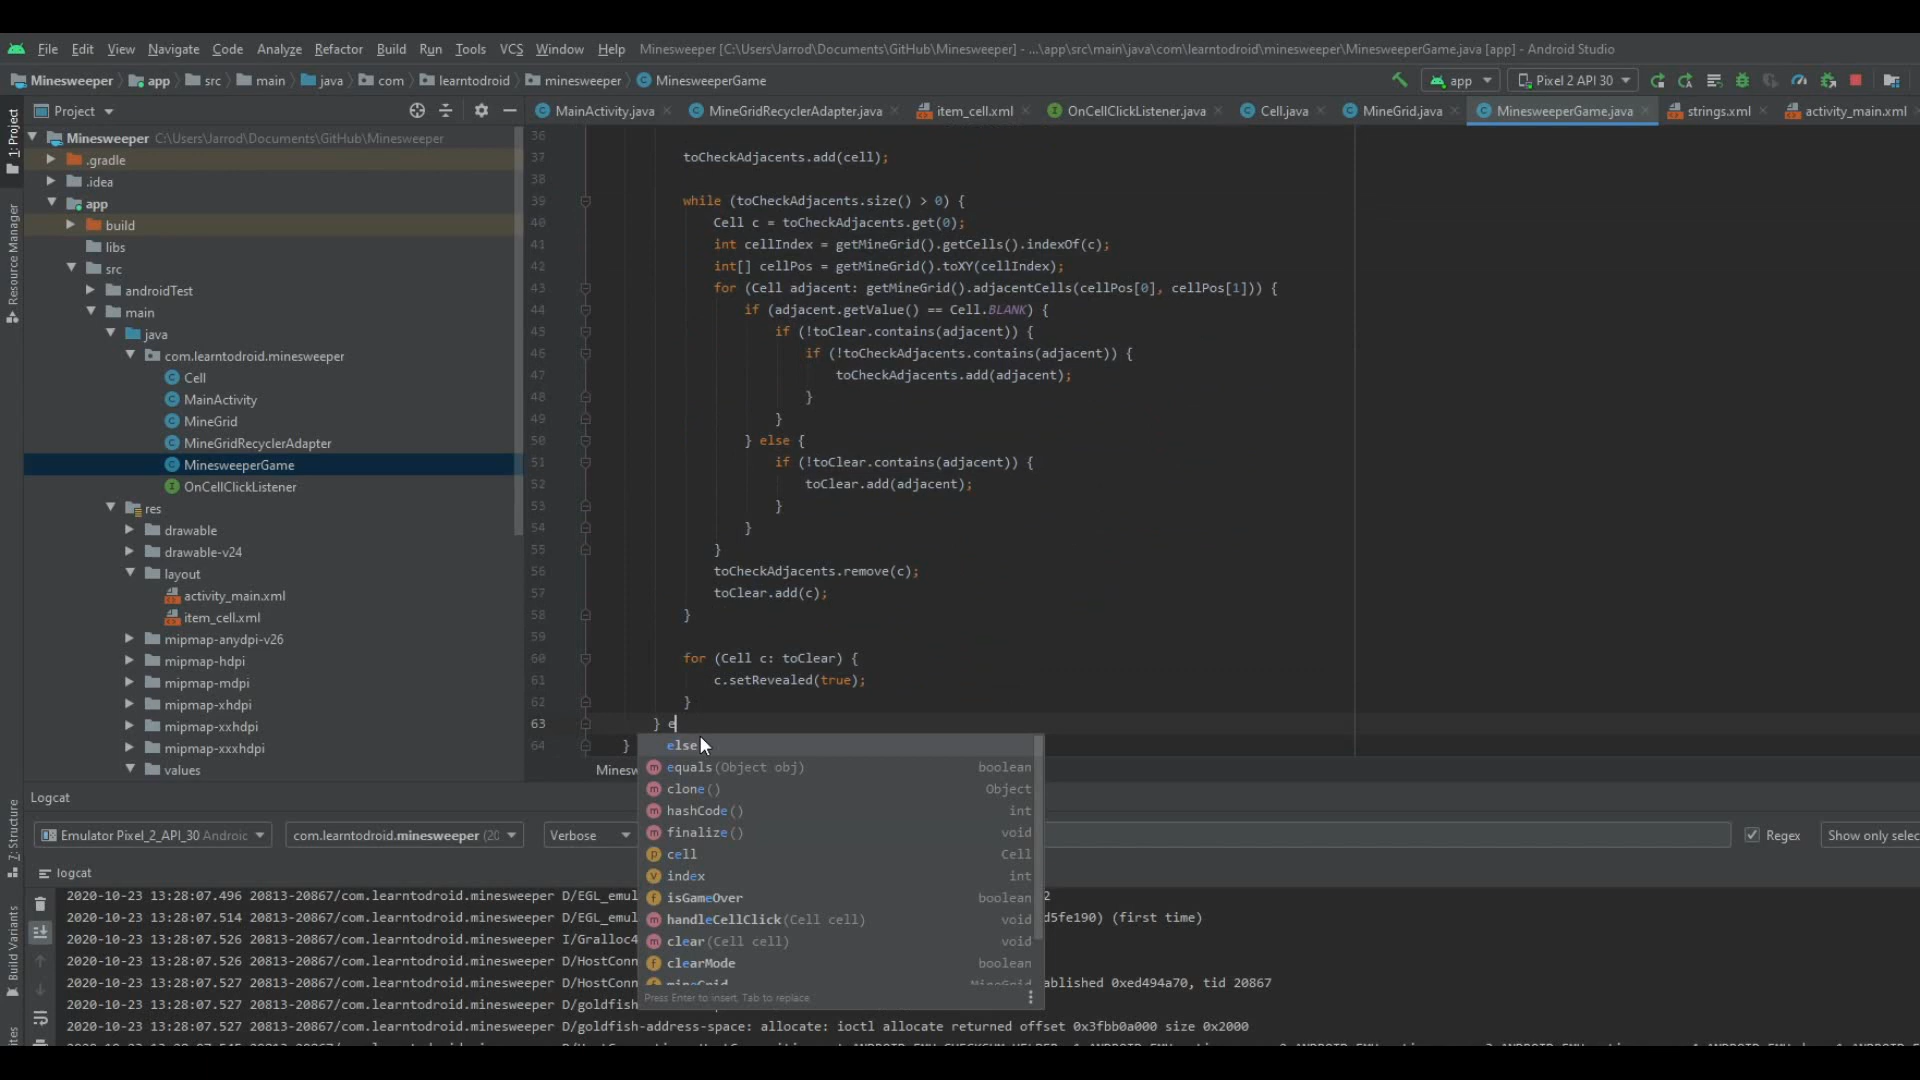 File Edit View Navigate Code Analyze Refactor Build Run Tools VCS Window Help Minesweeper [C:\Users\Jarrod\Documents\GitHub\Minesweeper] - ...\app\src\main\java\com\learntodroid\minesweeper\MinesweeperGame.java [app] - Android Studio
Minesweeper app src main java com learntodroid minesweeper MinesweeperGame app Pixel 2 API 30
Project MainActivity.java MineGridRecyclerAdapter.java item_cell.xml OnCellClickListener.java Cell.java MineGrid.java MinesweeperGame.java strings.xml activity_main.xml
1: Project
Resource Manager
Z: Structure
Build Variants
Minesweeper C:\Users\Jarrod\Documents\GitHub\Minesweeper
.gradle
.idea
app
build
libs
src
androidTest
main
java
com.learntodroid.minesweeper
Cell
MainActivity
MineGrid
MineGridRecyclerAdapter
MinesweeperGame
OnCellClickListener
res
drawable
drawable-v24
layout
activity_main.xml
item_cell.xml
mipmap-anydpi-v26
mipmap-hdpi
mipmap-mdpi
mipmap-xhdpi
mipmap-xxhdpi
mipmap-xxxhdpi
values
36
37 toCheckAdjacents.add(cell);
38
39 while (toCheckAdjacents.size() > 0) {
40 Cell c = toCheckAdjacents.get(0);
41 int cellIndex = getMineGrid().getCells().indexOf(c);
42 int[] cellPos = getMineGrid().toXY(cellIndex);
43 for (Cell adjacent: getMineGrid().adjacentCells(cellPos[0], cellPos[1])) {
44 if (adjacent.getValue() == Cell.BLANK) {
45 if (!toClear.contains(adjacent)) {
46 if (!toCheckAdjacents.contains(adjacent)) {
47 toCheckAdjacents.add(adjacent);
48 }
49 }
50 } else {
51 if (!toClear.contains(adjacent)) {
52 toClear.add(adjacent);
53 }
54 }
55 }
56 toCheckAdjacents.remove(c);
57 toClear.add(c);
58 }
59
60 for (Cell c: toClear) {
61 c.setRevealed(true);
62 }
63 } e
64 }
else
equals(Object obj) boolean
clone() Object
hashCode() int
finalize() void
cell Cell
index int
isGameOver boolean
handleCellClick(Cell cell) void
clear(Cell cell) void
clearMode boolean
mineGrid MineGrid
Press Enter to insert, Tab to replace
Minesw
Logcat
Emulator Pixel_2_API_30 Androic com.learntodroid.minesweeper (20 Verbose Regex Show only selec
logcat
2020-10-23 13:28:07.496 20813-20867/com.learntodroid.minesweeper D/EGL_emul 2
2020-10-23 13:28:07.514 20813-20867/com.learntodroid.minesweeper D/EGL_emul d5fe190) (first time)
2020-10-23 13:28:07.526 20813-20867/com.learntodroid.minesweeper I/Gralloc4
2020-10-23 13:28:07.526 20813-20867/com.learntodroid.minesweeper D/HostConn
2020-10-23 13:28:07.527 20813-20867/com.learntodroid.minesweeper D/HostConn ablished 0xed494a70, tid 20867
2020-10-23 13:28:07.527 20813-20867/com.learntodroid.minesweeper D/goldfish
2020-10-23 13:28:07.527 20813-20867/com.learntodroid.minesweeper D/goldfish-address-space: allocate: ioctl allocate returned offset 0x3fbb0a000 size 0x2000